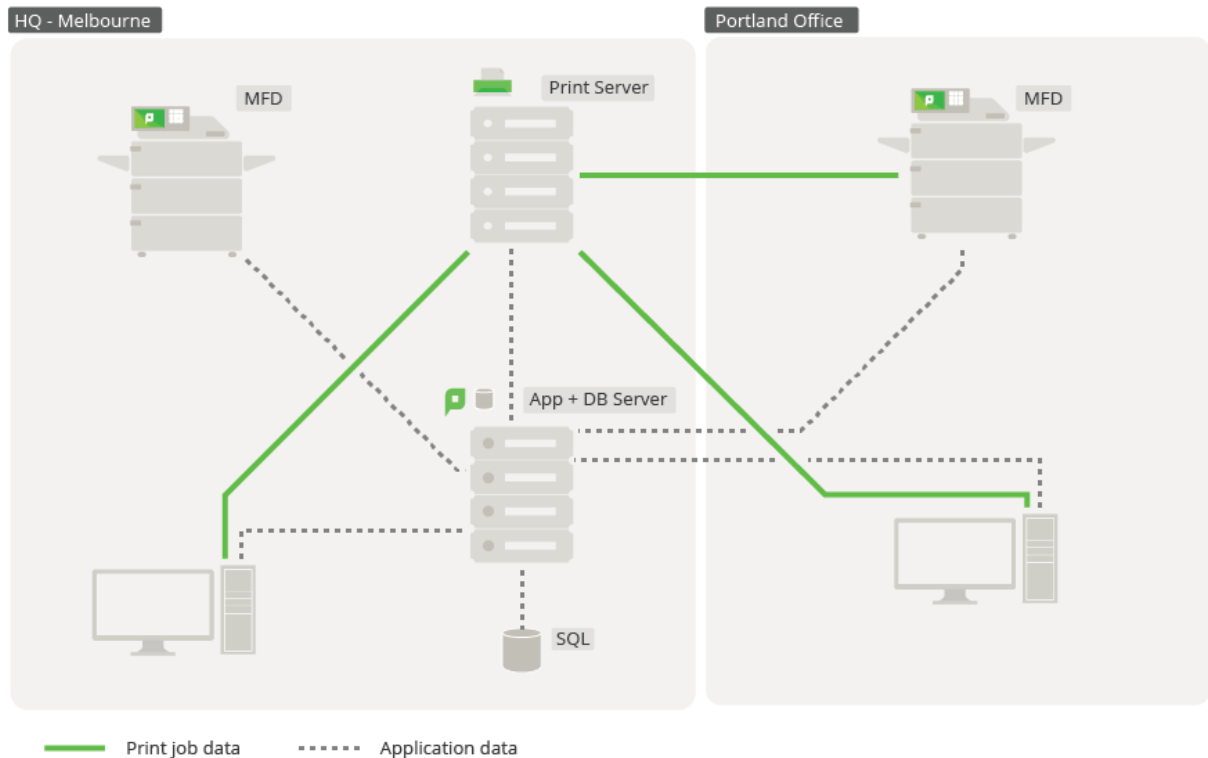 HQ - Melbourne
Portland Office
MFD
Print Server
MFD
App + DB Server
SQL
Print job data
Application data